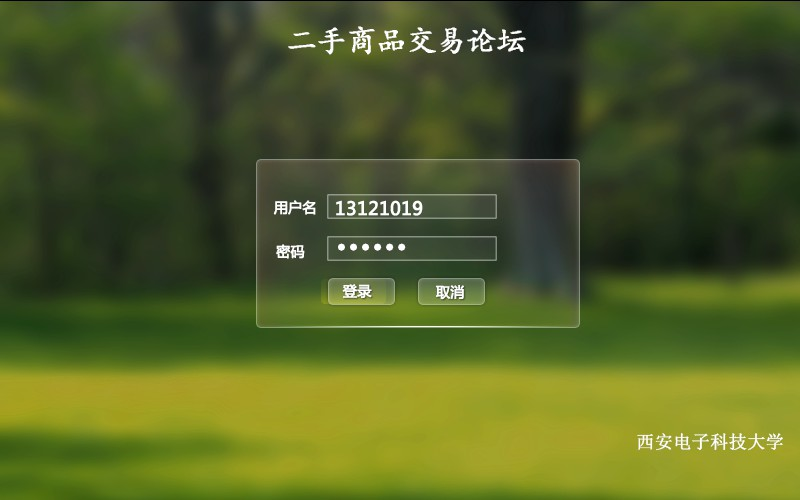 二手商品交易论坛
用户名 13121019
密码 ••••••
登录 取消
西安电子科技大学